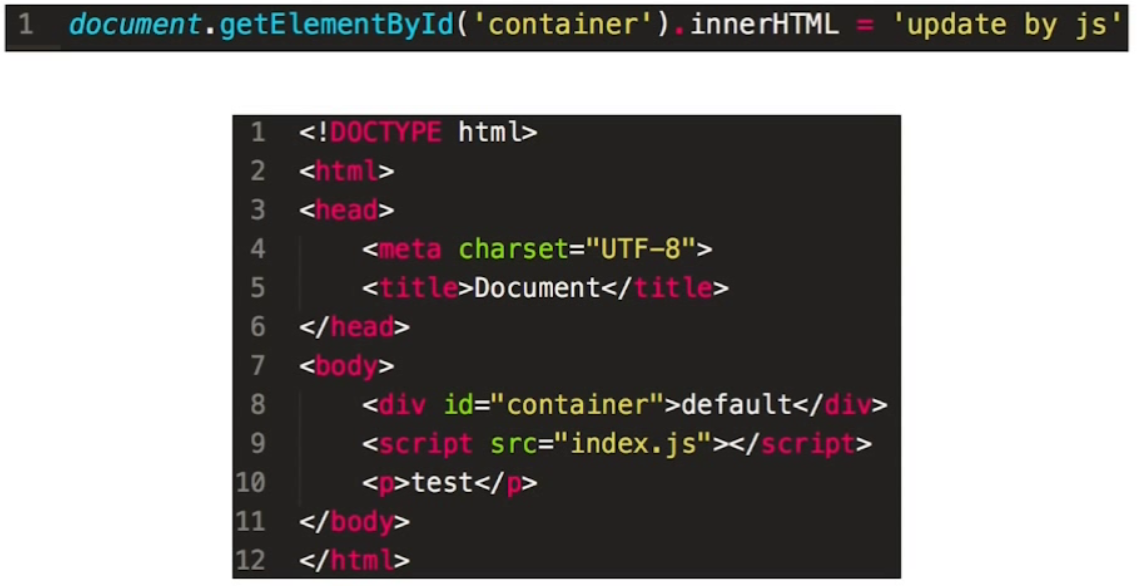 1 document.getElementById('container').innerHTML = 'update by js'
1 <!DOCTYPE html>
2 <html>
3 <head>
4     <meta charset="UTF-8">
5     <title>Document</title>
6 </head>
7 <body>
8     <div id="container">default</div>
9     <script src="index.js"></script>
10     <p>test</p>
11 </body>
12 </html>